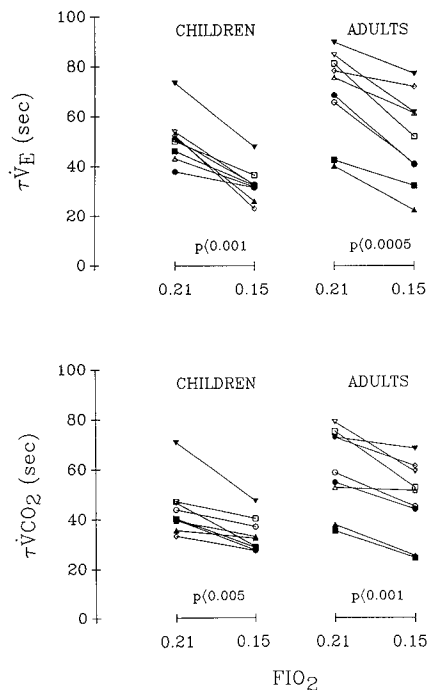 CHILDREN
ADULTS
100
80
60
40
20
0
τV̇E (sec)
p⟨0.001
p⟨0.0005
0.21
0.15
0.21
0.15
CHILDREN
ADULTS
100
80
60
40
20
0
τV̇CO2 (sec)
p⟨0.005
p⟨0.001
0.21
0.15
0.21
0.15
FIO2